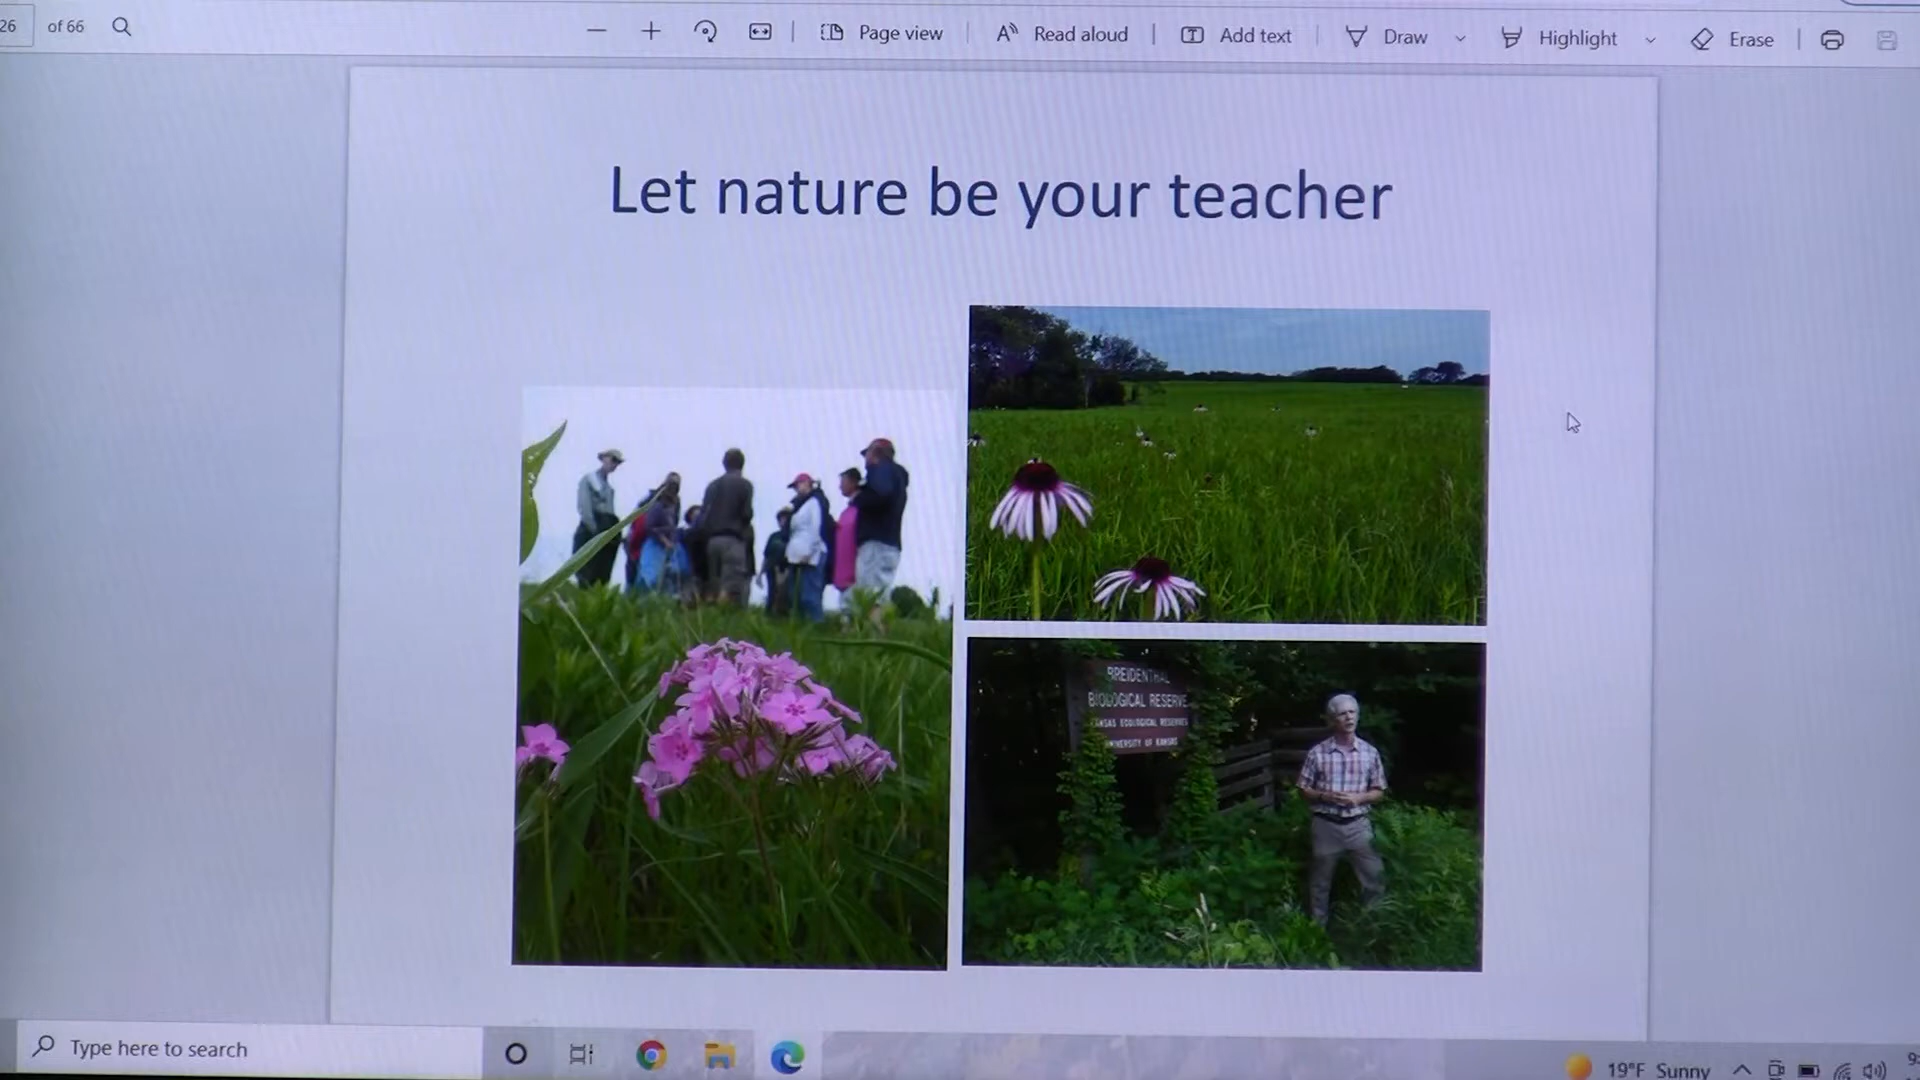 26 of 66
Page view
Read aloud
Add text
Draw
Highlight
Erase
Let nature be your teacher
BREIDENTHAL
BIOLOGICAL RESERVE
KANSAS ECOLOGICAL RESERVES
UNIVERSITY OF KANSAS
Type here to search
19°F Sunny